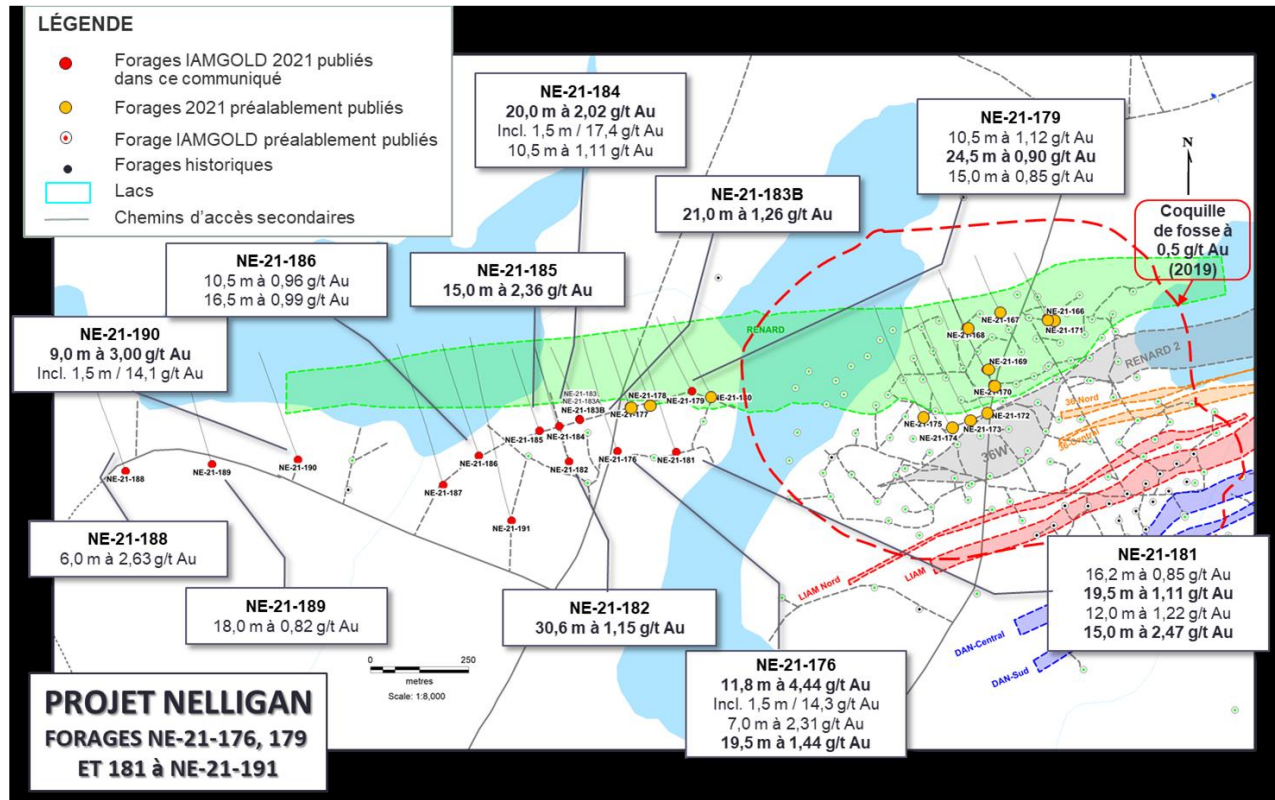 LÉGENDE
Forages IAMGOLD 2021 publiés
dans ce communiqué
Forages 2021 préalablement publiés
Forage IAMGOLD préalablement publiés
Forages historiques
Lacs
Chemins d'accès secondaires
NE-21-184
20,0 m à 2,02 g/t Au
Incl. 1,5 m / 17,4 g/t Au
10,5 m à 1,11 g/t Au
NE-21-179
10,5 m à 1,12 g/t Au
24,5 m à 0,90 g/t Au
15,0 m à 0,85 g/t Au
N
NE-21-183B
21,0 m à 1,26 g/t Au
Coquille
de fosse à
0,5 g/t Au
(2019)
NE-21-186
10,5 m à 0,96 g/t Au
16,5 m à 0,99 g/t Au
NE-21-185
15,0 m à 2,36 g/t Au
NE-21-190
9,0 m à 3,00 g/t Au
Incl. 1,5 m / 14,1 g/t Au
RENARD
NE-21-167
NE-21-166
NE-21-168
NE-21-171
RENARD 2
NE-21-169
NE-21-170
NE-21-183
NE-21-183A
NE-21-183B
NE-21-178
NE-21-177
NE-21-179
NE-21-180
NE-21-172
NE-21-175
NE-21-173
NE-21-174
36 Nord
36W
NE-21-185
NE-21-184
NE-21-186
NE-21-176
NE-21-181
NE-21-182
NE-21-190
NE-21-189
NE-21-188
NE-21-187
NE-21-191
NE-21-188
6,0 m à 2,63 g/t Au
NE-21-189
18,0 m à 0,82 g/t Au
NE-21-182
30,6 m à 1,15 g/t Au
LIAM Nord
LIAM
NE-21-181
16,2 m à 0,85 g/t Au
19,5 m à 1,11 g/t Au
12,0 m à 1,22 g/t Au
15,0 m à 2,47 g/t Au
DAN-Central
DAN-Sud
NE-21-176
11,8 m à 4,44 g/t Au
Incl. 1,5 m / 14,3 g/t Au
7,0 m à 2,31 g/t Au
19,5 m à 1,44 g/t Au
0 250
metres
Scale: 1:8,000
PROJET NELLIGAN
FORAGES NE-21-176, 179
ET 181 à NE-21-191